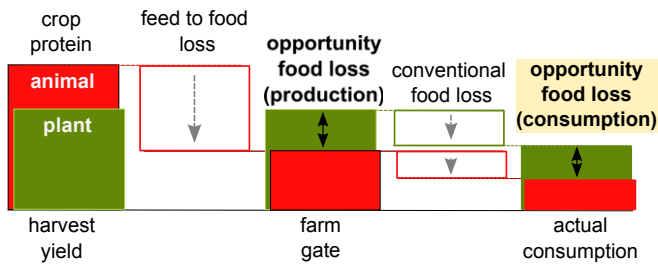 crop
protein
feed to food
loss
opportunity
food loss
(production)
conventional
food loss
opportunity
food loss
(consumption)
animal
plant
harvest
yield
farm
gate
actual
consumption